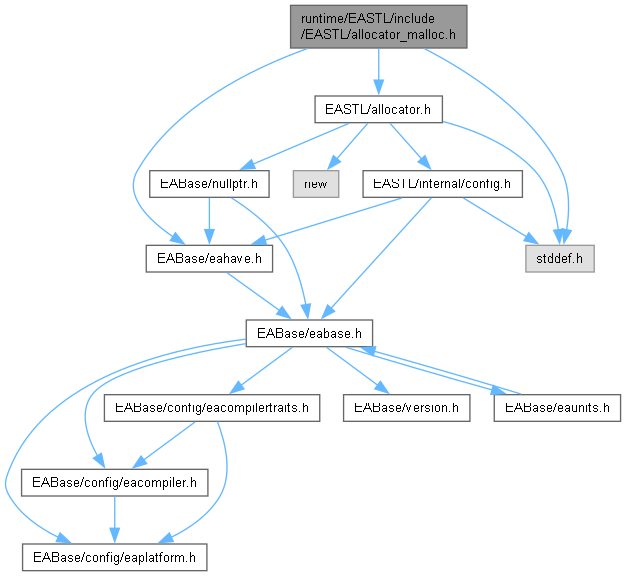 runtime/EASTL/include
/EASTL/allocator_malloc.h
EASTL/allocator.h
EABase/nullptr.h
new
EASTL/internal/config.h
EABase/eahave.h
stddef.h
EABase/eabase.h
EABase/config/eacompilertraits.h
EABase/version.h
EABase/eaunits.h
EABase/config/eacompiler.h
EABase/config/eaplatform.h